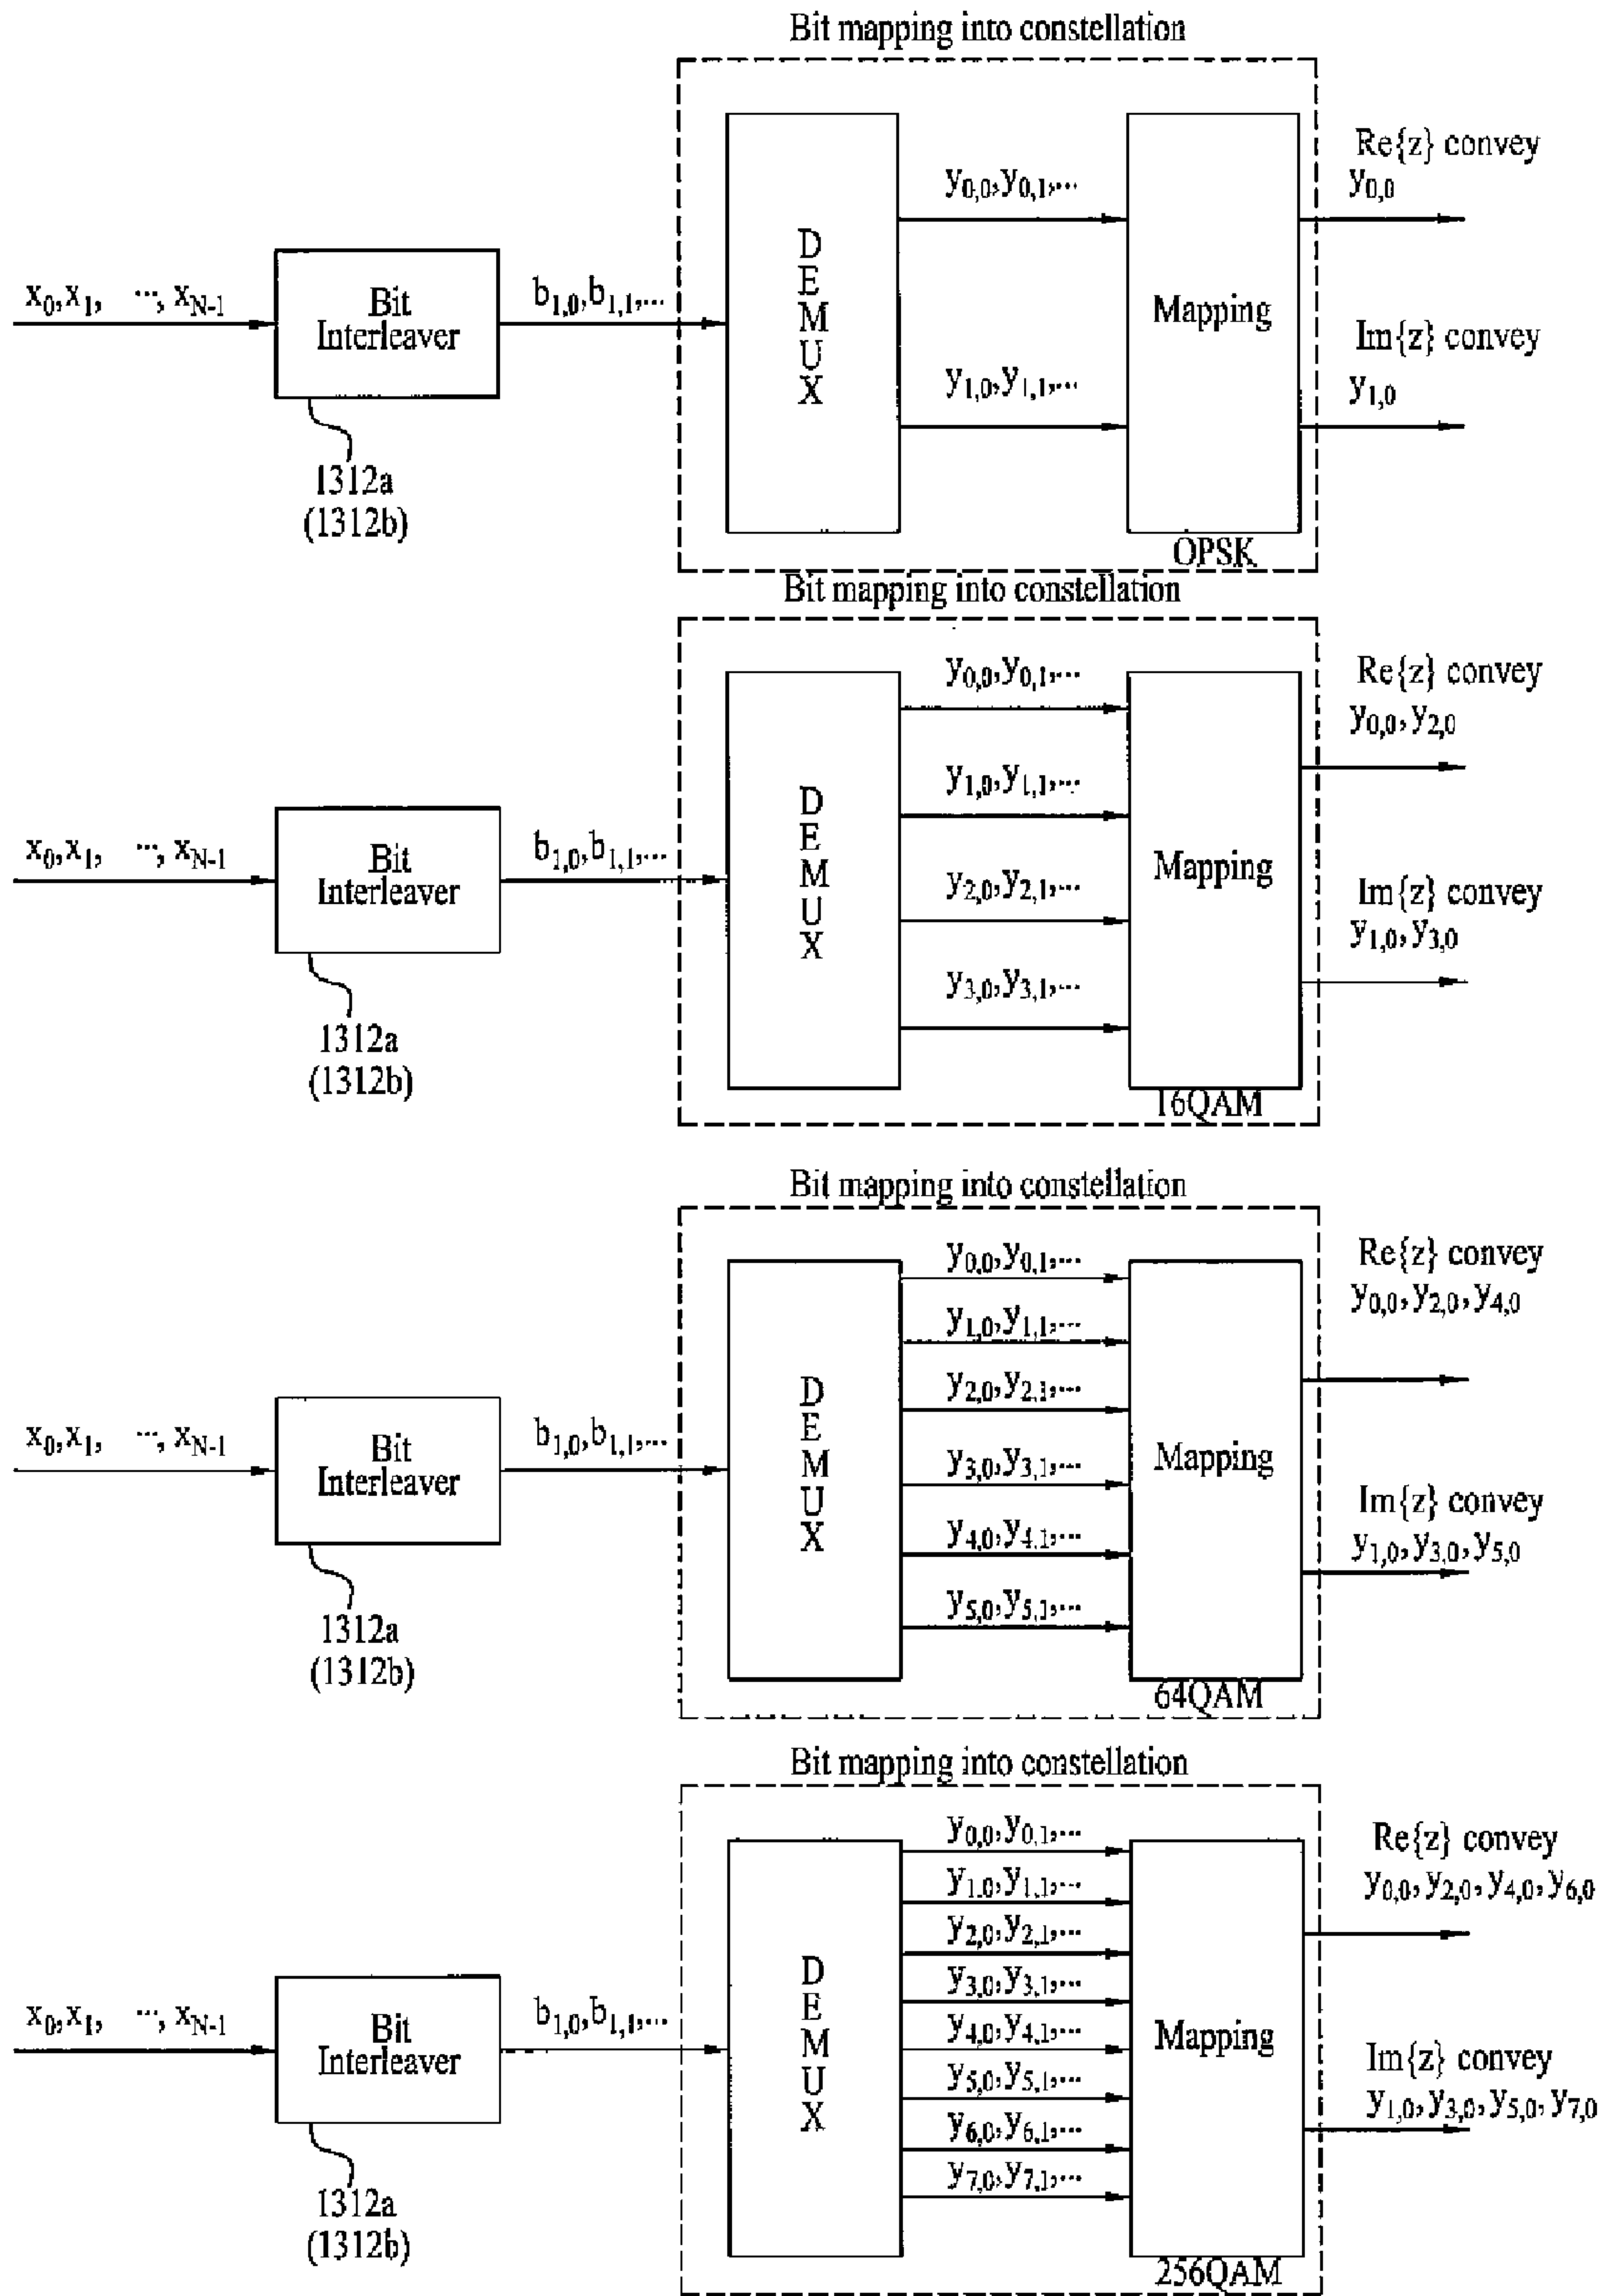 Bit mapping into constellation
Re{z} convey
y0,0
y0,0,y0,1,...
D
E
M
U
X
Mapping
x0,x1, ..., xN-1
Bit
Interleaver
b1,0,b1,1,...
Im{z} convey
y1,0
y1,0,y1,1,...
1312a
(1312b)
OPSK
Bit mapping into constellation
Re{z} convey
y0,0,y2,0
y0,0,y0,1,...
y1,0,y1,1,...
D
E
M
U
X
Mapping
x0,x1, ..., xN-1
Bit
Interleaver
b1,0,b1,1,...
y2,0,y2,1,...
Im{z} convey
y1,0,y3,0
y3,0,y3,1,...
1312a
(1312b)
16QAM
Bit mapping into constellation
Re{z} convey
y0,0,y2,0,y4,0
y0,0,y0,1,...
y1,0,y1,1,...
y2,0,y2,1,...
D
E
M
U
X
Mapping
x0,x1, ..., xN-1
Bit
Interleaver
b1,0,b1,1,...
y3,0,y3,1,...
Im{z} convey
y1,0,y3,0,y5,0
y4,0,y4,1,...
y5,0,y5,1,...
1312a
(1312b)
64QAM
Bit mapping into constellation
Re{z} convey
y0,0,y2,0,y4,0,y6,0
y0,0,y0,1,...
y1,0,y1,1,...
y2,0,y2,1,...
y3,0,y3,1,...
D
E
M
U
X
Mapping
x0,x1, ..., xN-1
Bit
Interleaver
b1,0,b1,1,...
y4,0,y4,1,...
Im{z} convey
y1,0,y3,0,y5,0,y7,0
y5,0,y5,1,...
y6,0,y6,1,...
y7,0,y7,1,...
1312a
(1312b)
256QAM